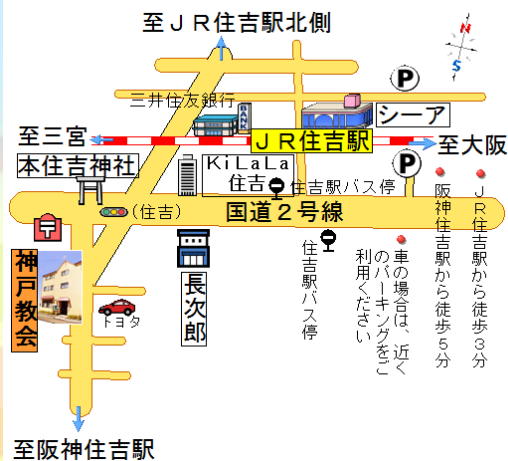 至ＪＲ住吉駅北側
N
S
三井住友銀行
BANK
P
シーア
至三宮
ＪＲ住吉駅
至大阪
本住吉神社
KiLaLa
住吉
住吉駅バス停
P
(住吉)
国道２号線
神戸教会
トヨタ
長次郎
住吉駅バス停
車の場合は、近く
のパーキングをご
利用ください
阪神住吉駅から徒歩５分
ＪＲ住吉駅から徒歩３分
至阪神住吉駅